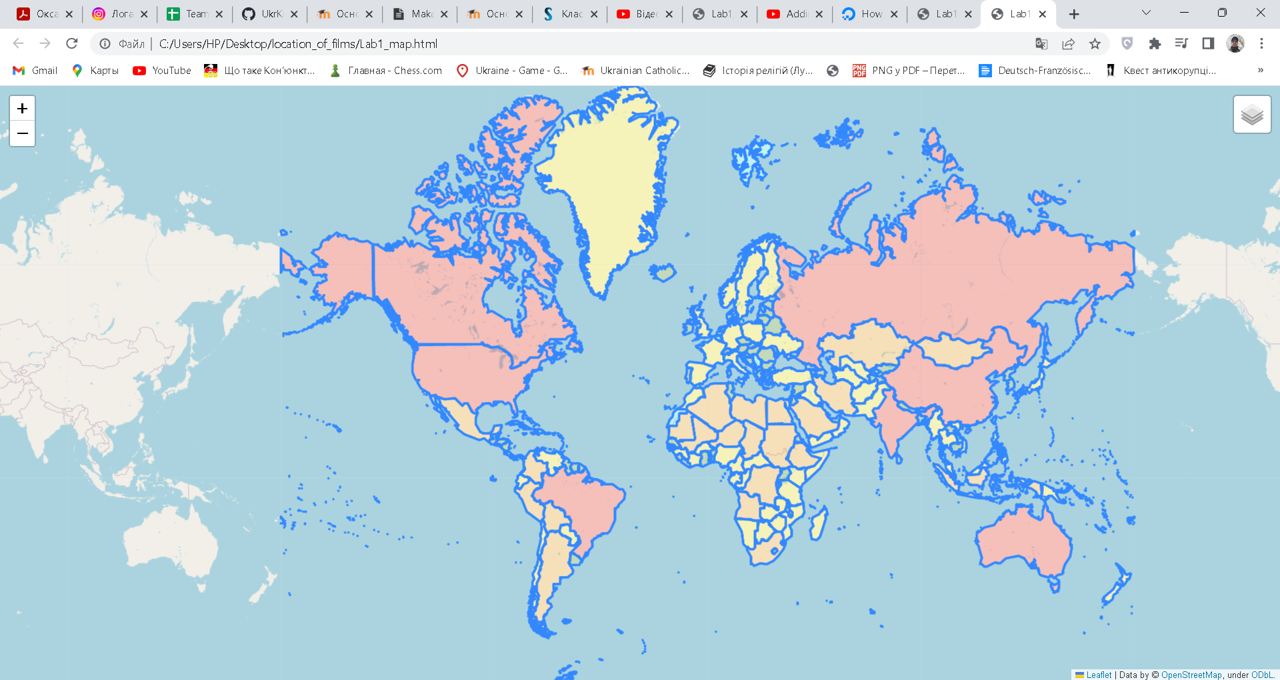 Окса
Лога
Team
UkrK
Осно
Make
Осно
Клас
Відео
Lab1
Addi
How
Lab1
Lab1
Файл | C:/Users/HP/Desktop/location_of_films/Lab1_map.html
Gmail
Карты
YouTube
Що таке Кон'юнкт...
Главная - Chess.com
Ukraine - Game - G...
Ukrainian Catholic...
Історія релігій (Лу...
PNG у PDF – Перет...
Deutsch-Französisc...
Квест антикорупці...
»
+
−
Leaflet | Data by © OpenStreetMap, under ODbL.